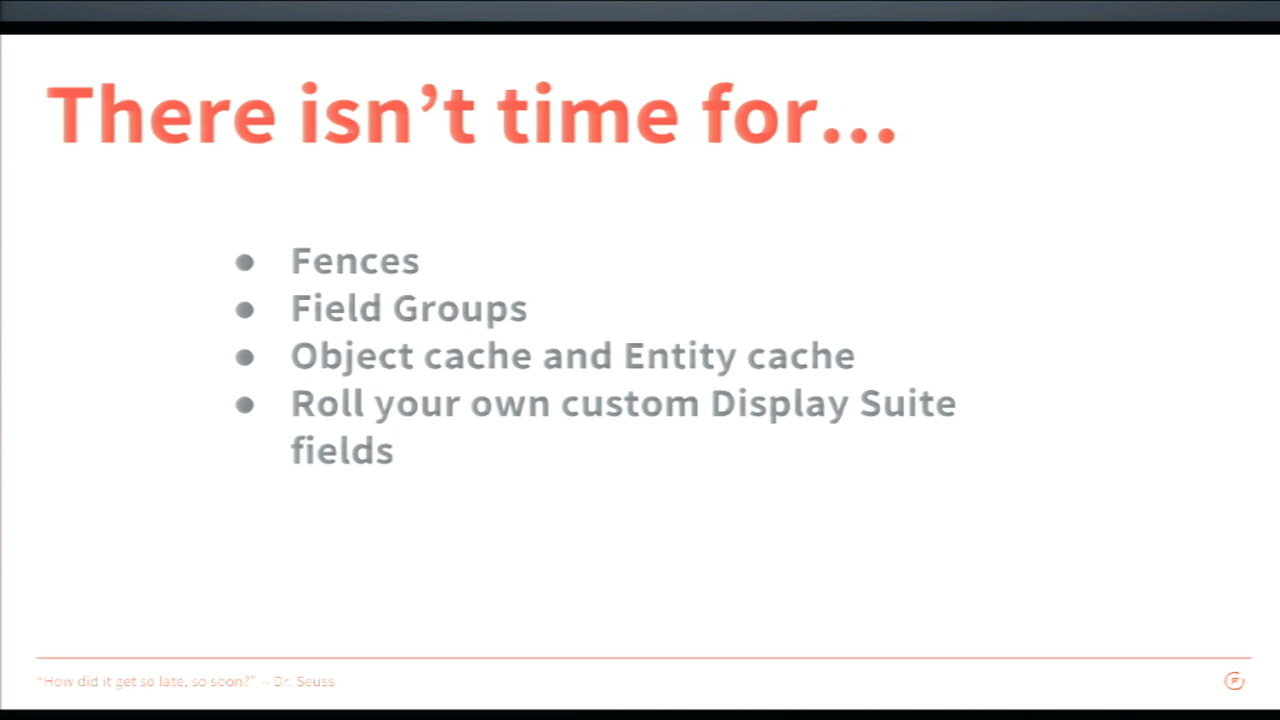 There isn’t time for...
● Fences
● Field Groups
● Object cache and Entity cache
● Roll your own custom Display Suite
fields
“How did it get so late, so soon?” -- Dr. Seuss
F